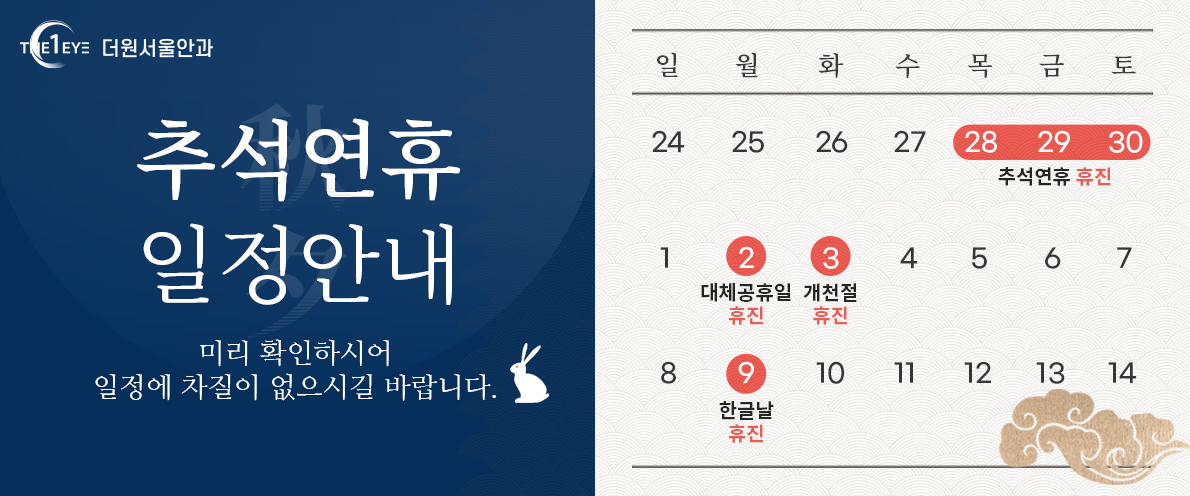 THE1EYE 더원서울안과
秋夕
추석연휴
일정안내
미리 확인하시어
일정에 차질이 없으시길 바랍니다.
일 월 화 수 목 금 토
24 25 26 27 28 29 30
추석연휴 휴진
1 2 3 4 5 6 7
대체공휴일 개천절
휴진 휴진
8 9 10 11 12 13 14
한글날
휴진